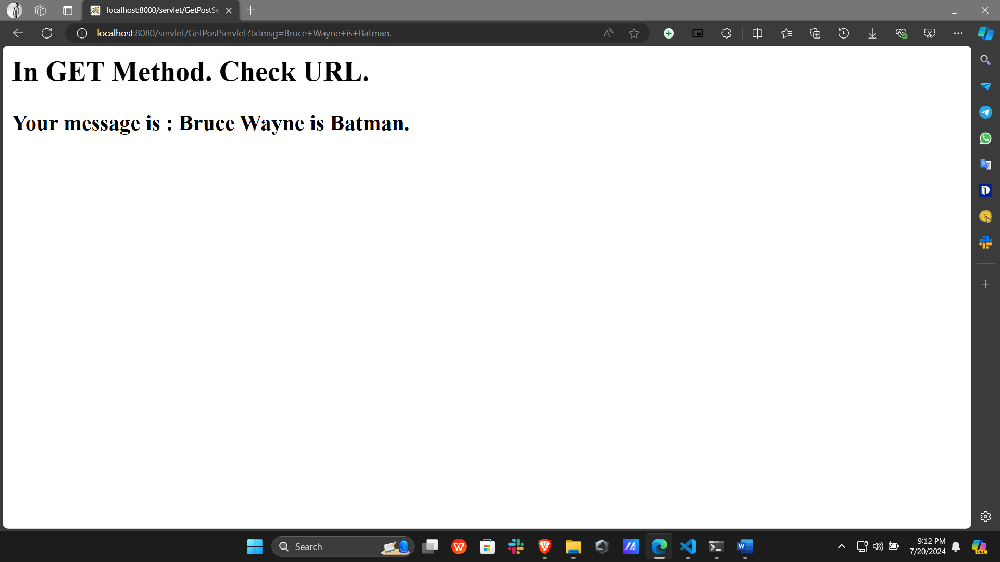 localhost:8080/servlet/GetPostSe
localhost:8080/servlet/GetPostServlet?txtmsg=Bruce+Wayne+is+Batman.
In GET Method. Check URL.
Your message is : Bruce Wayne is Batman.
Search
9:12 PM
7/20/2024
PRE